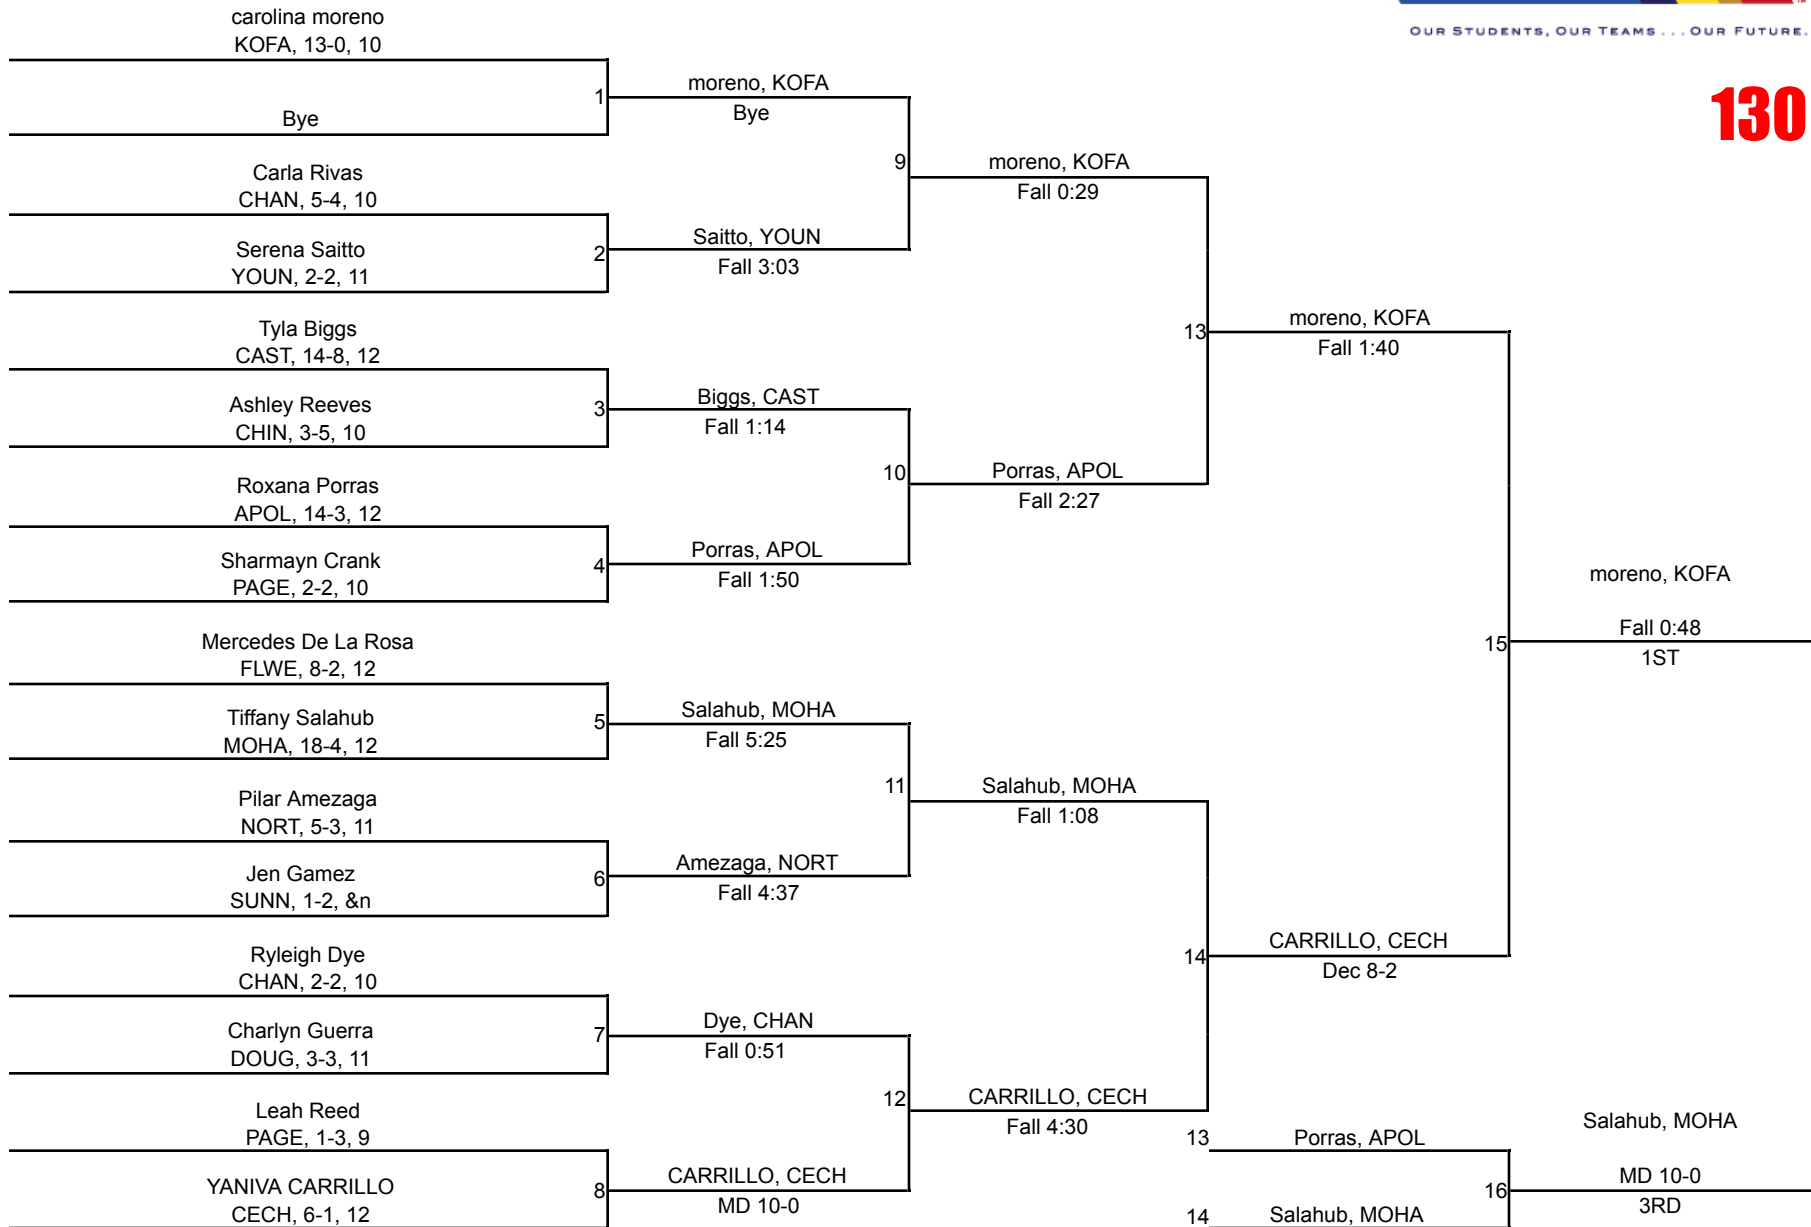 OUR STUDENTS, OUR TEAMS . . . OUR FUTURE.
130
carolina moreno
KOFA, 13-0, 10
1
Bye
moreno, KOFA
Bye
Carla Rivas
CHAN, 5-4, 10
2
Serena Saitto
YOUN, 2-2, 11
Saitto, YOUN
Fall 3:03
9
moreno, KOFA
Fall 0:29
Tyla Biggs
CAST, 14-8, 12
3
Ashley Reeves
CHIN, 3-5, 10
Biggs, CAST
Fall 1:14
Roxana Porras
APOL, 14-3, 12
4
Sharmayn Crank
PAGE, 2-2, 10
Porras, APOL
Fall 1:50
10
Porras, APOL
Fall 2:27
13
moreno, KOFA
Fall 1:40
Mercedes De La Rosa
FLWE, 8-2, 12
5
Tiffany Salahub
MOHA, 18-4, 12
Salahub, MOHA
Fall 5:25
Pilar Amezaga
NORT, 5-3, 11
6
Jen Gamez
SUNN, 1-2, &n
Amezaga, NORT
Fall 4:37
11
Salahub, MOHA
Fall 1:08
Ryleigh Dye
CHAN, 2-2, 10
7
Charlyn Guerra
DOUG, 3-3, 11
Dye, CHAN
Fall 0:51
Leah Reed
PAGE, 1-3, 9
8
YANIVA CARRILLO
CECH, 6-1, 12
CARRILLO, CECH
MD 10-0
12
CARRILLO, CECH
Fall 4:30
14
CARRILLO, CECH
Dec 8-2
15
moreno, KOFA
Fall 0:48
1ST
13
Porras, APOL
14
Salahub, MOHA
16
Salahub, MOHA
MD 10-0
3RD